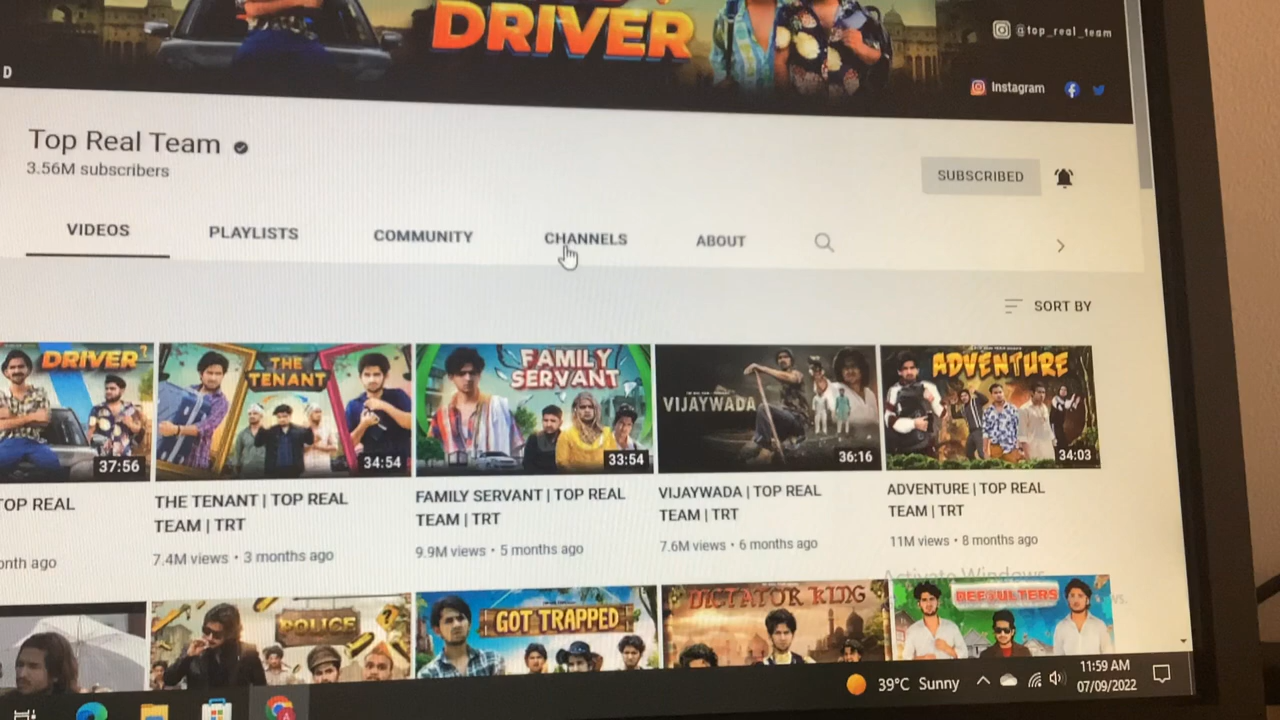 DRIVER
@top_real_team
D
Instagram
Top Real Team
3.56M subscribers
SUBSCRIBED
VIDEOS PLAYLISTS COMMUNITY CHANNELS ABOUT
SORT BY
DRIVER?
37:56
THE TENANT
34:54
FAMILY SERVANT
33:54
VIJAYWADA
36:16
ADVENTURE
34:03
TOP REAL
onth ago
THE TENANT | TOP REAL
TEAM | TRT
7.4M views • 3 months ago
FAMILY SERVANT | TOP REAL
TEAM | TRT
9.9M views • 5 months ago
VIJAYWADA | TOP REAL
TEAM | TRT
7.6M views • 6 months ago
ADVENTURE | TOP REAL
TEAM | TRT
11M views • 8 months ago
Activate Windows
POLICE
GOT TRAPPED
DICTATOR KING
39°C Sunny
11:59 AM
07/09/2022